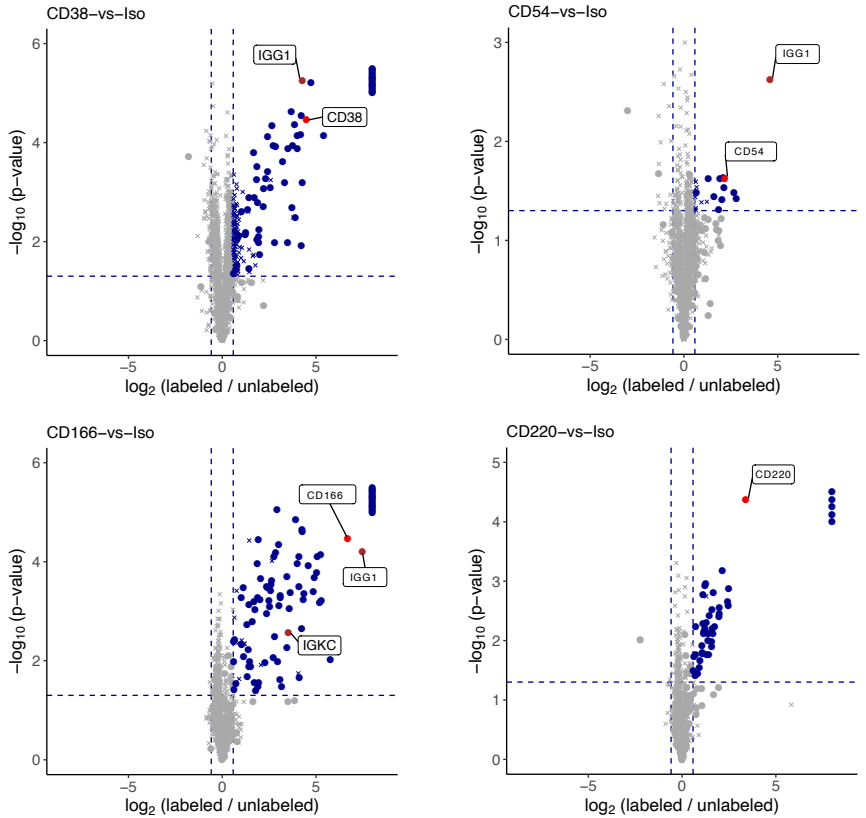 CD38−vs−Iso
6
4
2
0
−5
0
5
IGG1
CD38
−log10 (p−value)
log2 (labeled / unlabeled)
CD54−vs−Iso
3
2
1
0
−5
0
5
IGG1
CD54
−log10 (p−value)
log2 (labeled / unlabeled)
CD166−vs−Iso
6
4
2
0
−5
0
5
CD166
IGG1
IGKC
−log10 (p−value)
log2 (labeled / unlabeled)
CD220−vs−Iso
5
4
3
2
1
0
−5
0
5
CD220
−log10 (p−value)
log2 (labeled / unlabeled)